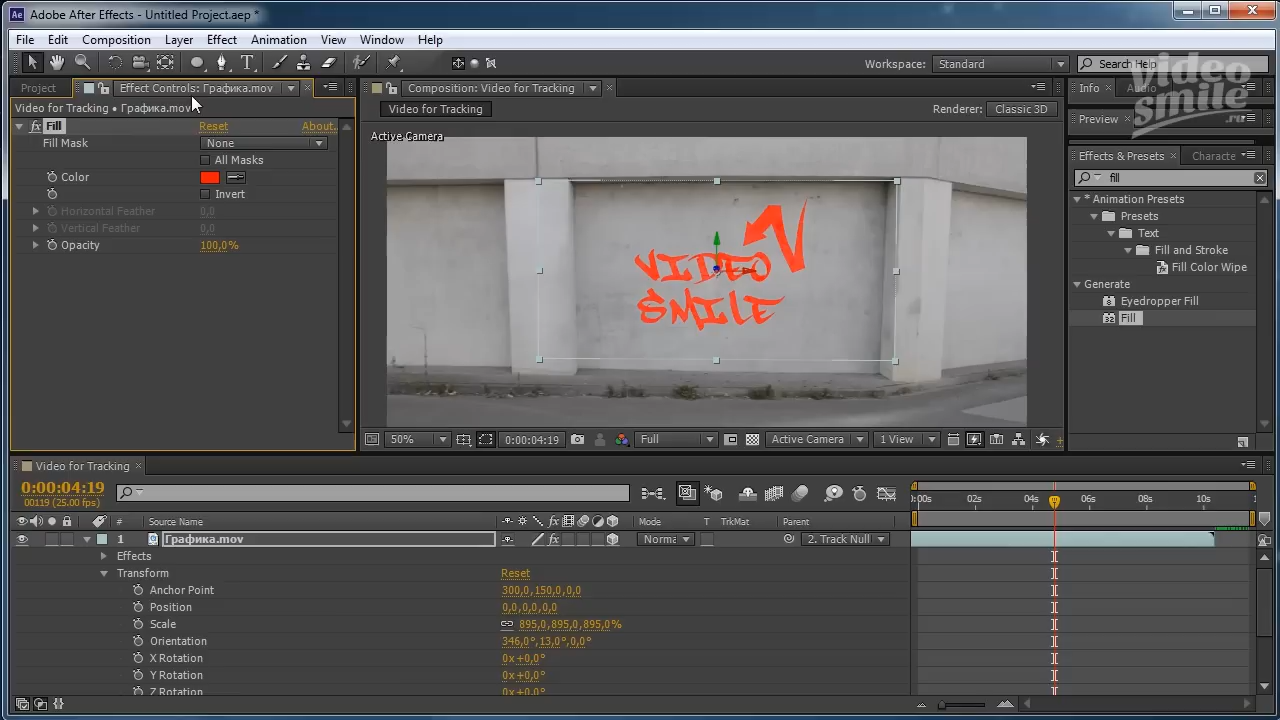 Adobe After Effects - Untitled Project.aep *
File Edit Composition Layer Effect Animation View Window Help
Workspace: Standard Search Help
video smile .ru
Project Effect Controls: Графика.mov
Composition: Video for Tracking
Info Audio
Video for Tracking • Графика.mov
Video for Tracking
Renderer: Classic 3D
Preview
fx Fill Reset About...
Active Camera
Fill Mask None
All Masks
Color
Invert
Horizontal Feather 0,0
Vertical Feather 0,0
Opacity 100,0%
VIDEO
SMILE
Effects & Presets Characte
fill
* Animation Presets
Presets
Text
Fill and Stroke
Fill Color Wipe
Generate
Eyedropper Fill
Fill
50% 0:00:04:19 Full Active Camera 1 View
Video for Tracking
0:00:04:19
00119 (25.00 fps)
0:00s 02s 04s 06s 08s 10s
# Source Name Mode T TrkMat Parent
1 Графика.mov Norma 2. Track Null
Effects
Transform Reset
Anchor Point 300,0,150,0,0,0
Position 0,0,0,0,0,0
Scale 895,0,895,0,895,0%
Orientation 346,0°,13,0°,0,0°
X Rotation 0x+0,0°
Y Rotation 0x+0,0°
Z Rotation 0x+0,0°